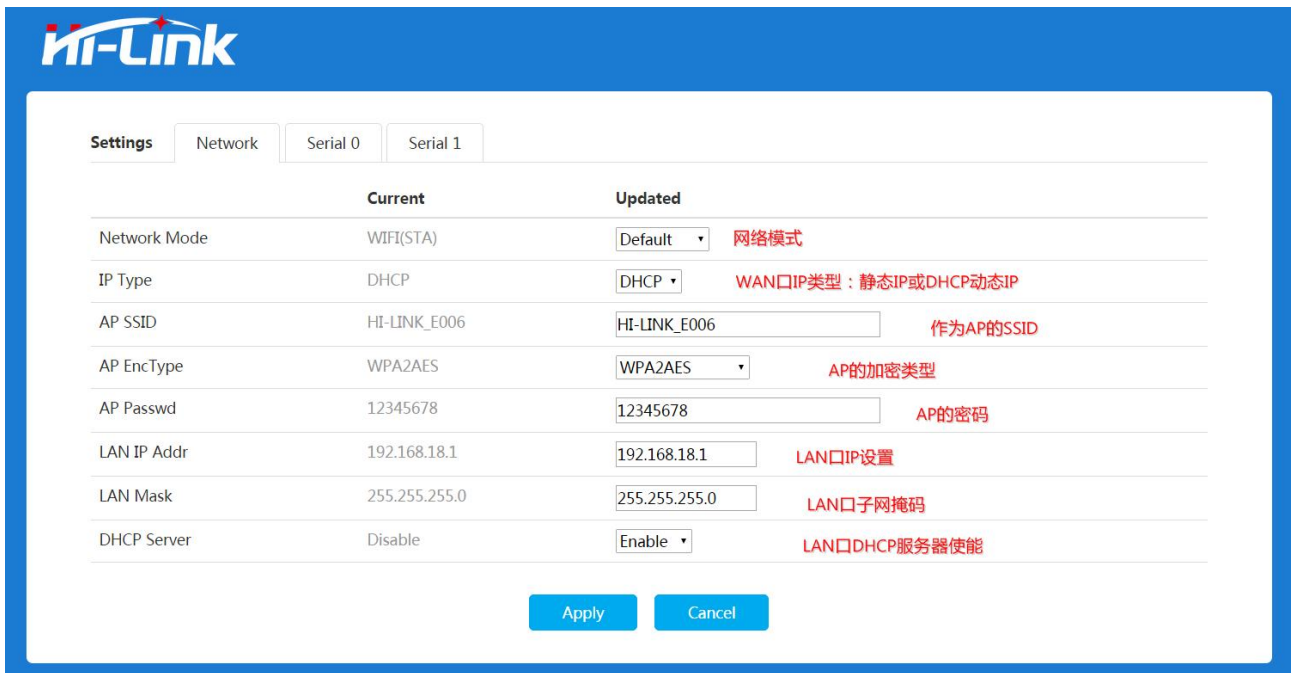 Hi-Link
Settings Network Serial 0 Serial 1
Current Updated
Network Mode WIFI(STA) Default 网络模式
IP Type DHCP DHCP WAN口IP类型：静态IP或DHCP动态IP
AP SSID HI-LINK_E006 HI-LINK_E006 作为AP的SSID
AP EncType WPA2AES WPA2AES AP的加密类型
AP Passwd 12345678 12345678 AP的密码
LAN IP Addr 192.168.18.1 192.168.18.1 LAN口IP设置
LAN Mask 255.255.255.0 255.255.255.0 LAN口子网掩码
DHCP Server Disable Enable LAN口DHCP服务器使能
Apply Cancel